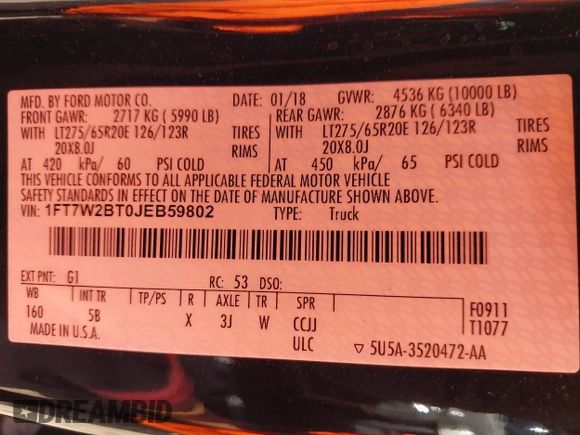 MFD. BY FORD MOTOR CO. DATE: 01/18 GVWR: 4536 KG (10000 LB)
FRONT GAWR: 2717 KG ( 5990 LB) REAR GAWR: 2876 KG ( 6340 LB)
WITH LT275/65R20E 126/123R TIRES WITH LT275/65R20E 126/123R TIRES
20X8.0J RIMS 20X8.0J RIMS
AT 420 kPa/ 60 PSI COLD AT 450 kPa/ 65 PSI COLD
THIS VEHICLE CONFORMS TO ALL APPLICABLE FEDERAL MOTOR VEHICLE
SAFETY STANDARDS IN EFFECT ON THE DATE OF MANUFACTURE SHOWN ABOVE.
VIN: 1FT7W2BT0JEB59802 TYPE: Truck
EXT PNT: G1 RC: 53 DSO:
WB INT TR TP/PS R AXLE TR SPR F0911
160 5B X 3J W CCJJ T1077
MADE IN U.S.A. ULC ▽ 5U5A-3520472-AA
DREAMBID